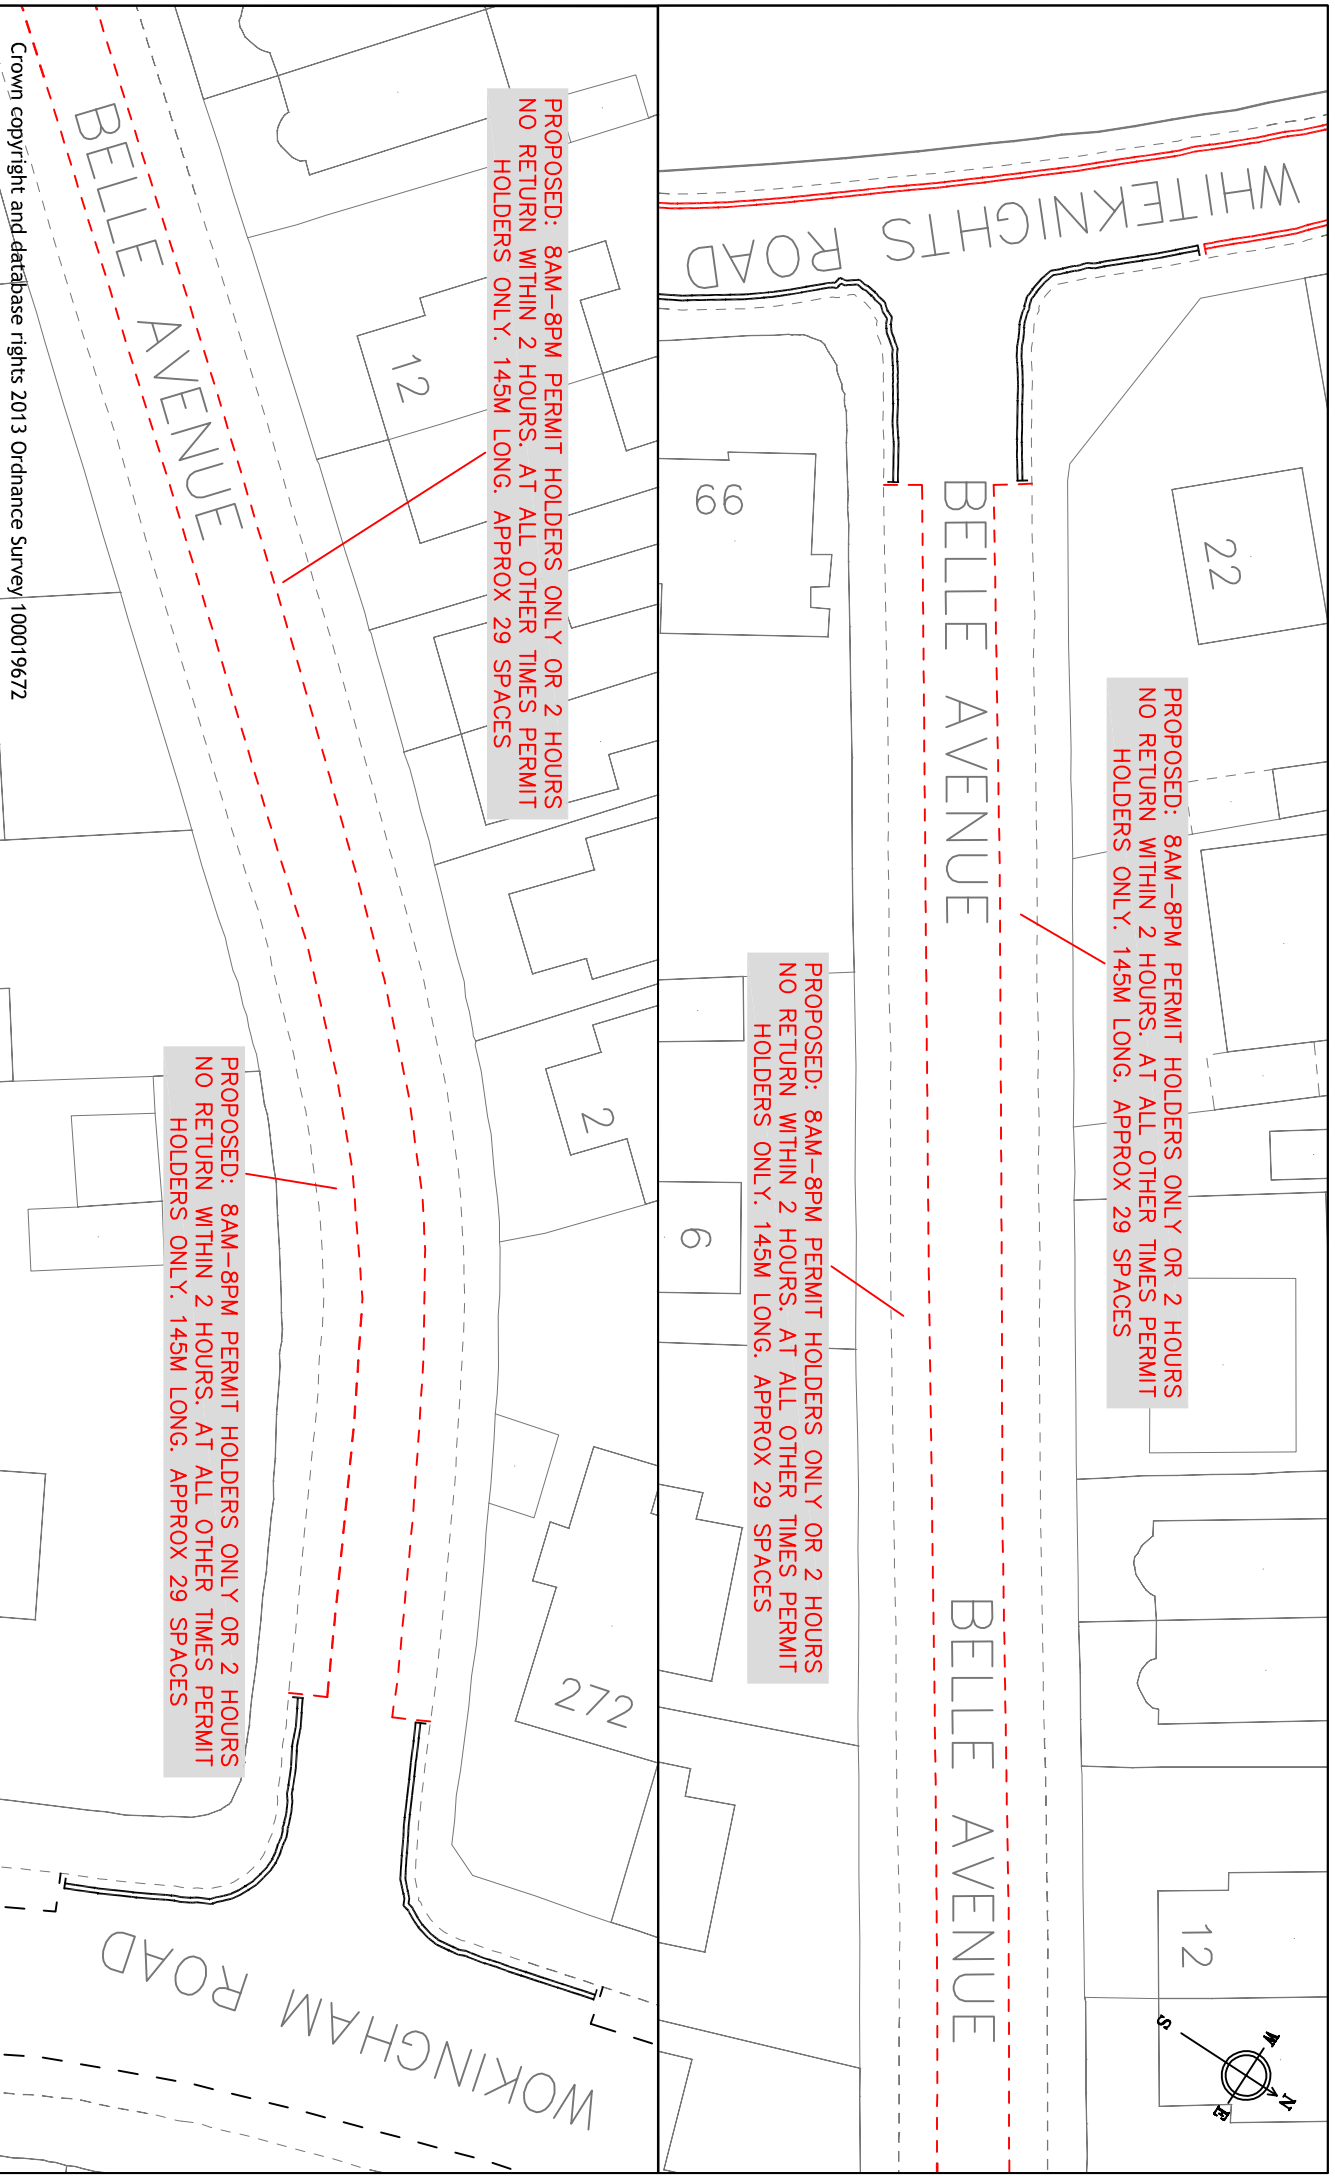 WHITEKNIGHTS ROAD
22
66
BELLE AVENUE
PROPOSED: 8AM-8PM PERMIT HOLDERS ONLY OR 2 HOURS
NO RETURN WITHIN 2 HOURS. AT ALL OTHER TIMES PERMIT
HOLDERS ONLY. 145M LONG. APPROX 29 SPACES
PROPOSED: 8AM-8PM PERMIT HOLDERS ONLY OR 2 HOURS
NO RETURN WITHIN 2 HOURS. AT ALL OTHER TIMES PERMIT
HOLDERS ONLY. 145M LONG. APPROX 29 SPACES
6
BELLE AVENUE
12
N
E
S
W
PROPOSED: 8AM-8PM PERMIT HOLDERS ONLY OR 2 HOURS
NO RETURN WITHIN 2 HOURS. AT ALL OTHER TIMES PERMIT
HOLDERS ONLY. 145M LONG. APPROX 29 SPACES
12
BELLE AVENUE
2
PROPOSED: 8AM-8PM PERMIT HOLDERS ONLY OR 2 HOURS
NO RETURN WITHIN 2 HOURS. AT ALL OTHER TIMES PERMIT
HOLDERS ONLY. 145M LONG. APPROX 29 SPACES
272
WOKINGHAM ROAD
Crown copyright and database rights 2013 Ordnance Survey 100019672